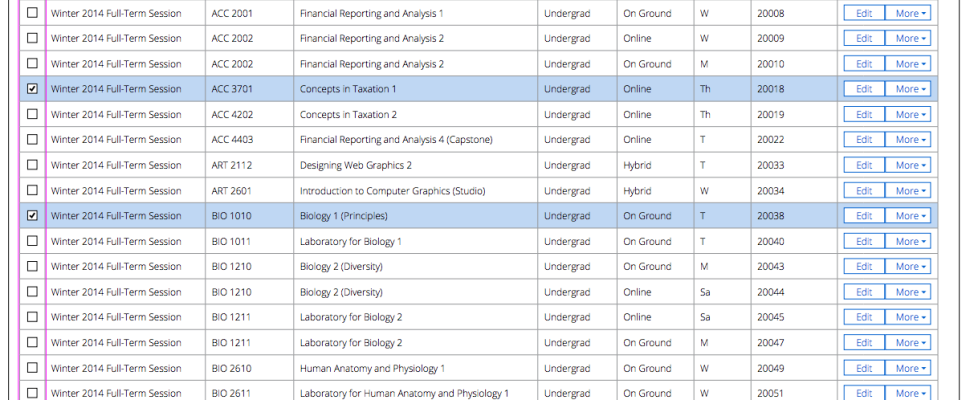 Winter 2014 Full-Term Session ACC 2001 Financial Reporting and Analysis 1 Undergrad On Ground W 20008 Edit More
Winter 2014 Full-Term Session ACC 2002 Financial Reporting and Analysis 2 Undergrad Online W 20009 Edit More
Winter 2014 Full-Term Session ACC 2002 Financial Reporting and Analysis 2 Undergrad On Ground M 20010 Edit More
Winter 2014 Full-Term Session ACC 3701 Concepts in Taxation 1 Undergrad Online Th 20018 Edit More
Winter 2014 Full-Term Session ACC 4202 Concepts in Taxation 2 Undergrad Online Th 20019 Edit More
Winter 2014 Full-Term Session ACC 4403 Financial Reporting and Analysis 4 (Capstone) Undergrad Online T 20022 Edit More
Winter 2014 Full-Term Session ART 2112 Designing Web Graphics 2 Undergrad Hybrid T 20033 Edit More
Winter 2014 Full-Term Session ART 2601 Introduction to Computer Graphics (Studio) Undergrad Hybrid W 20034 Edit More
Winter 2014 Full-Term Session BIO 1010 Biology 1 (Principles) Undergrad On Ground T 20038 Edit More
Winter 2014 Full-Term Session BIO 1011 Laboratory for Biology 1 Undergrad On Ground T 20040 Edit More
Winter 2014 Full-Term Session BIO 1210 Biology 2 (Diversity) Undergrad On Ground M 20043 Edit More
Winter 2014 Full-Term Session BIO 1210 Biology 2 (Diversity) Undergrad Online Sa 20044 Edit More
Winter 2014 Full-Term Session BIO 1211 Laboratory for Biology 2 Undergrad Online Sa 20045 Edit More
Winter 2014 Full-Term Session BIO 1211 Laboratory for Biology 2 Undergrad On Ground M 20047 Edit More
Winter 2014 Full-Term Session BIO 2610 Human Anatomy and Physiology 1 Undergrad On Ground W 20049 Edit More
Winter 2014 Full-Term Session BIO 2611 Laboratory for Human Anatomy and Physiology 1 Undergrad On Ground W 20051 Edit More